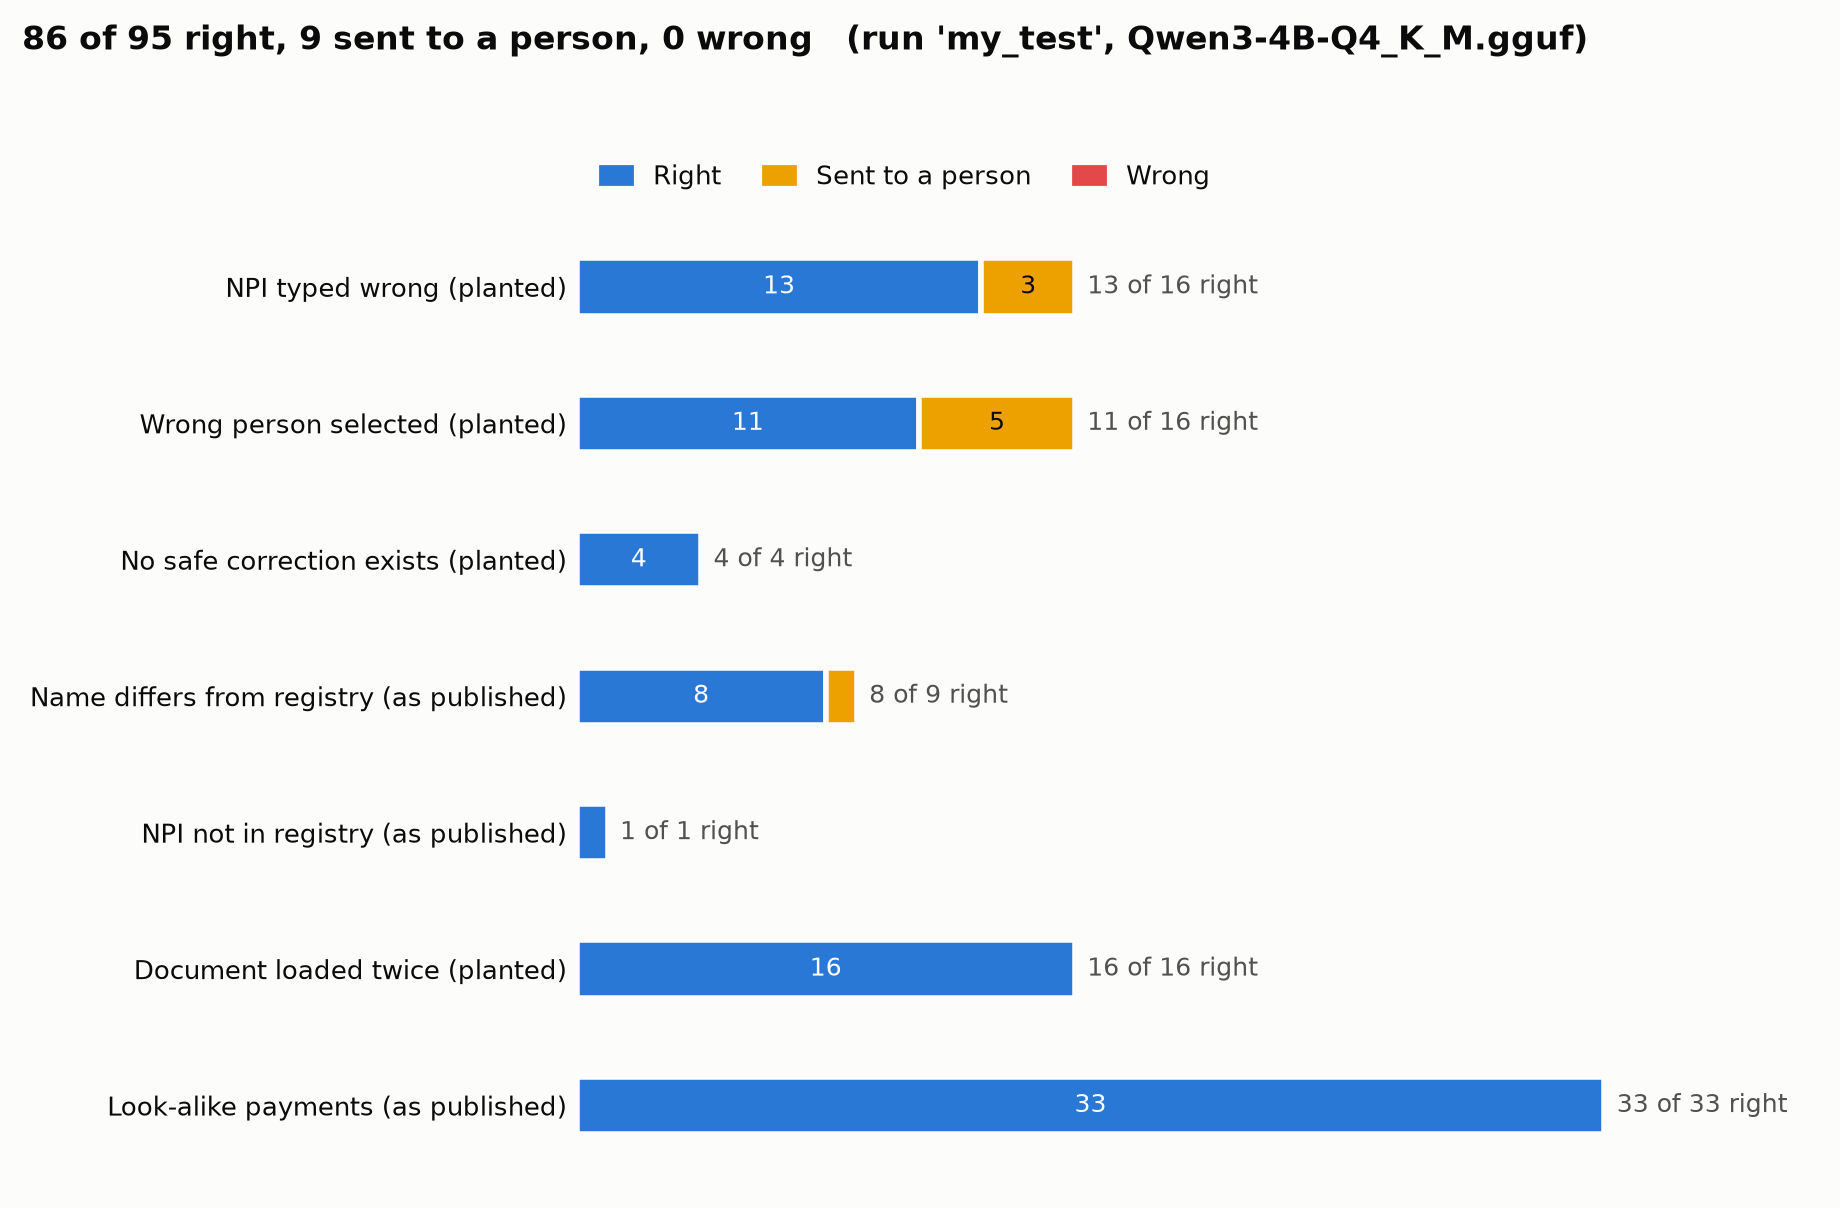 86 of 95 right, 9 sent to a person, 0 wrong   (run 'my_test', Qwen3-4B-Q4_K_M.gguf)
Right   Sent to a person   Wrong
NPI typed wrong (planted) 13 3 13 of 16 right
Wrong person selected (planted) 11 5 11 of 16 right
No safe correction exists (planted) 4 4 of 4 right
Name differs from registry (as published) 8 8 of 9 right
NPI not in registry (as published) 1 of 1 right
Document loaded twice (planted) 16 16 of 16 right
Look-alike payments (as published) 33 33 of 33 right